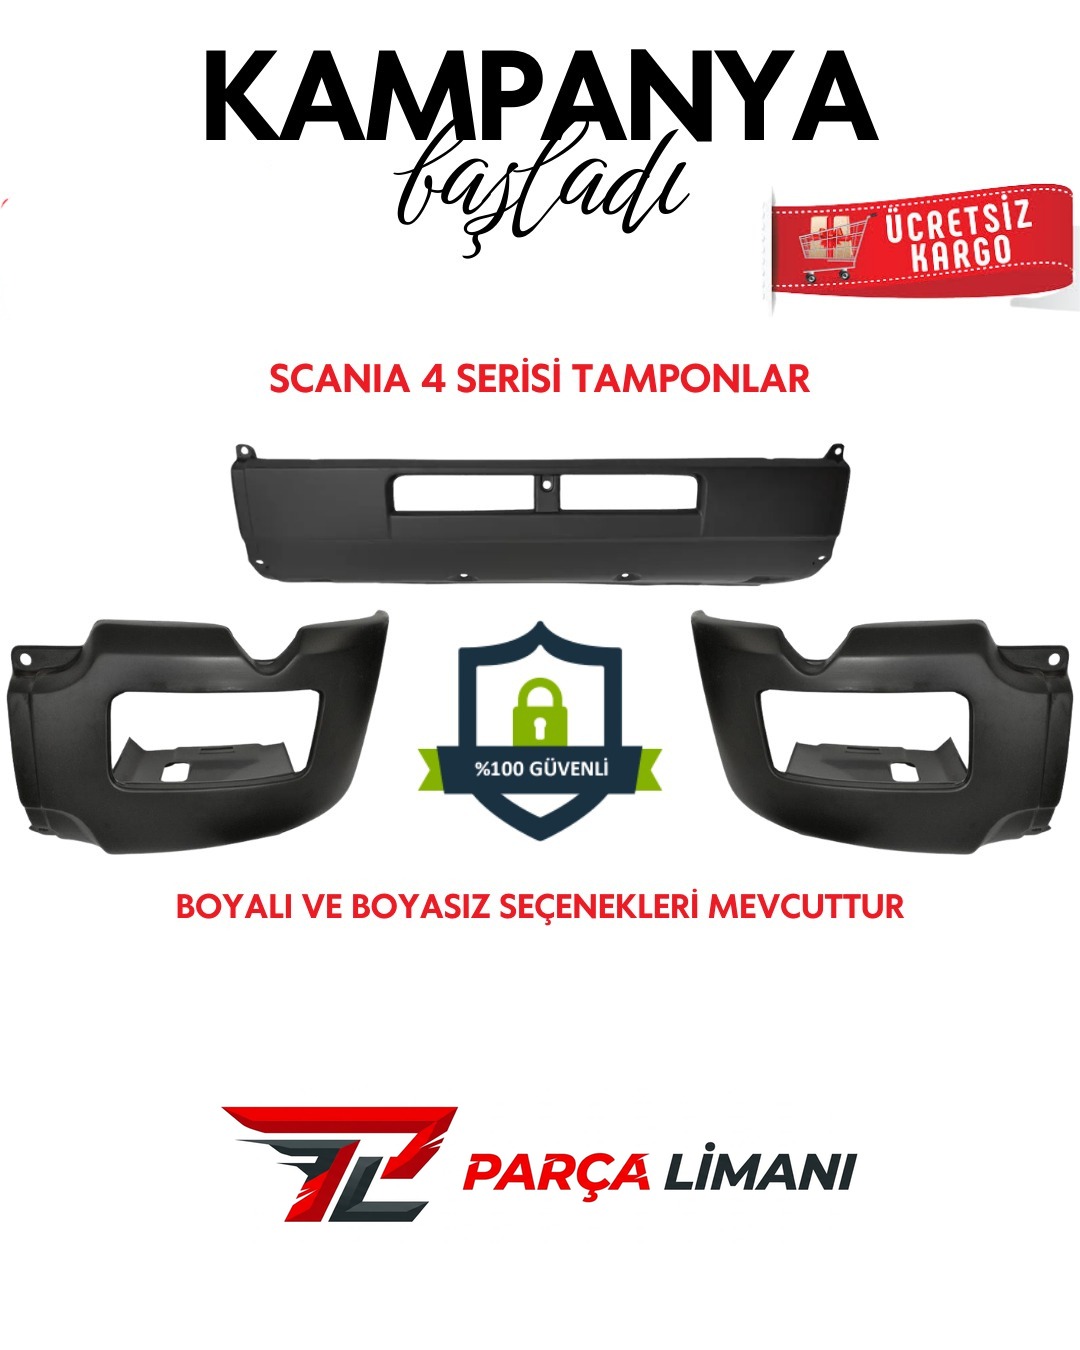 KAMPANYA
başladı
ÜCRETSİZ
KARGO
SCANIA 4 SERİSİ TAMPONLAR
%100 GÜVENLİ
BOYALI VE BOYASIZ SEÇENEKLERİ MEVCUTTUR
PARÇA LİMANI